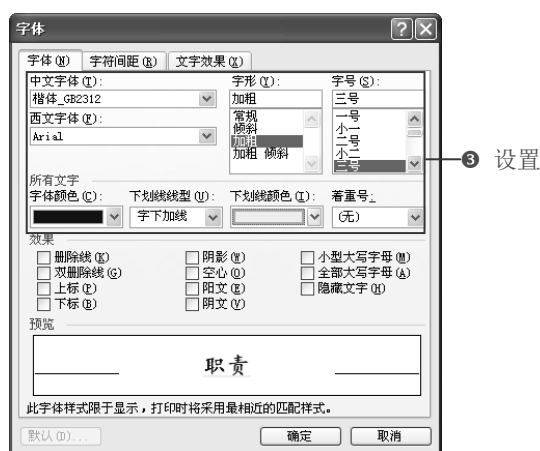 字体
字体(N) 字符间距(R) 文字效果(X)
中文字体(T): 字形(Y): 字号(S):
楷体_GB2312 加粗 三号
西文字体(F): 常规 一号
Arial 倾斜 小一
加粗 二号
加粗 倾斜 小二
三号
❸ 设置
所有文字
字体颜色(C): 下划线线型(U): 下划线颜色(I): 着重号:
字下加线 (无)
效果
删除线(K) 阴影(W) 小型大写字母(M)
双删除线(G) 空心(O) 全部大写字母(A)
上标(P) 阳文(E) 隐藏文字(H)
下标(B) 阴文(V)
预览
职责
此字体样式限于显示，打印时将采用最相近的匹配样式。
默认(D)... 确定 取消